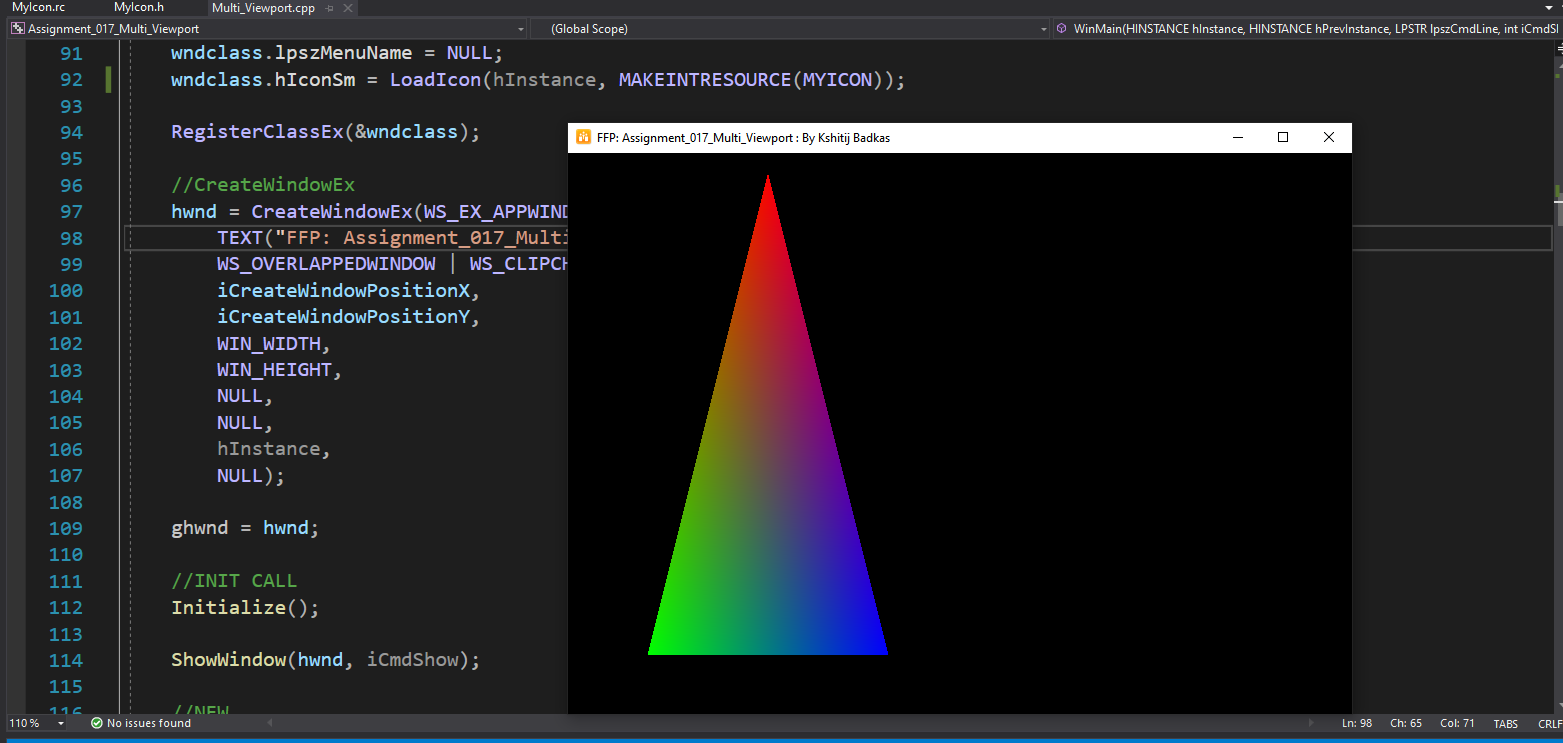 MyIcon.rc MyIcon.h Multi_Viewport.cpp
Assignment_017_Multi_Viewport (Global Scope) WinMain(HINSTANCE hInstance, HINSTANCE hPrevInstance, LPSTR lpszCmdLine, int iCmdSl
91 wndclass.lpszMenuName = NULL;
92 wndclass.hIconSm = LoadIcon(hInstance, MAKEINTRESOURCE(MYICON));
93
94 RegisterClassEx(&wndclass);
95
96 //CreateWindowEx
97 hwnd = CreateWindowEx(WS_EX_APPWIND
98 TEXT("FFP: Assignment_017_Multi
99 WS_OVERLAPPEDWINDOW | WS_CLIPCH
100 iCreateWindowPositionX,
101 iCreateWindowPositionY,
102 WIN_WIDTH,
103 WIN_HEIGHT,
104 NULL,
105 NULL,
106 hInstance,
107 NULL);
108
109 ghwnd = hwnd;
110
111 //INIT CALL
112 Initialize();
113
114 ShowWindow(hwnd, iCmdShow);
115
116 //NEW
FFP: Assignment_017_Multi_Viewport : By Kshitij Badkas
110 % No issues found Ln: 98 Ch: 65 Col: 71 TABS CRLF